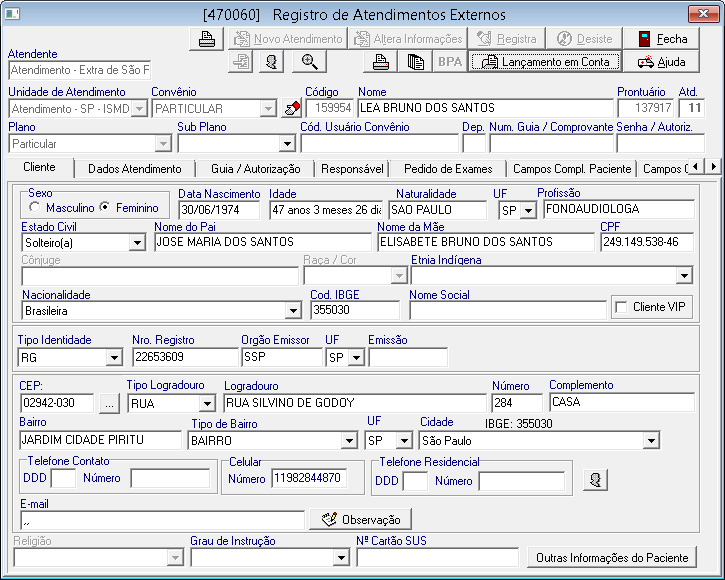 [470060]   Registro de Atendimentos Externos
Novo Atendimento Altera Informações Registra Desiste Fecha
Atendente
Atendimento - Extra de São F BPA Lançamento em Conta Ajuda
Unidade de Atendimento Convênio Código Nome Prontuário Atd.
Atendimento - SP - ISMD PARTICULAR 159954 LEA BRUNO DOS SANTOS 137917 11
Plano Sub Plano Cód. Usuário Convênio Dep. Num. Guia / Comprovante Senha / Autoriz.
Particular
Cliente Dados Atendimento Guia / Autorização Responsável Pedido de Exames Campos Compl. Paciente Campos C
Sexo Data Nascimento Idade Naturalidade UF Profissão
Masculino Feminino 30/06/1974 47 anos 3 meses 26 dia SAO PAULO SP FONOAUDIOLOGA
Estado Civil Nome do Pai Nome da Mãe CPF
Solteiro(a) JOSE MARIA DOS SANTOS ELISABETE BRUNO DOS SANTOS 249.149.538-46
Cônjuge Raça / Cor Etnia Indígena
Nacionalidade Cod. IBGE Nome Social
Brasileira 355030 Cliente VIP
Tipo Identidade Nro. Registro Orgão Emissor UF Emissão
RG 22653609 SSP SP
CEP: Tipo Logradouro Logradouro Número Complemento
02942-030 ... RUA RUA SILVINO DE GODOY 284 CASA
Bairro Tipo de Bairro UF Cidade IBGE: 355030
JARDIM CIDADE PIRITU BAIRRO SP São Paulo
Telefone Contato Celular Telefone Residencial
DDD Número Número 11982844870 DDD Número
E-mail
,, Observação
Religião Grau de Instrução Nº Cartão SUS
Outras Informações do Paciente